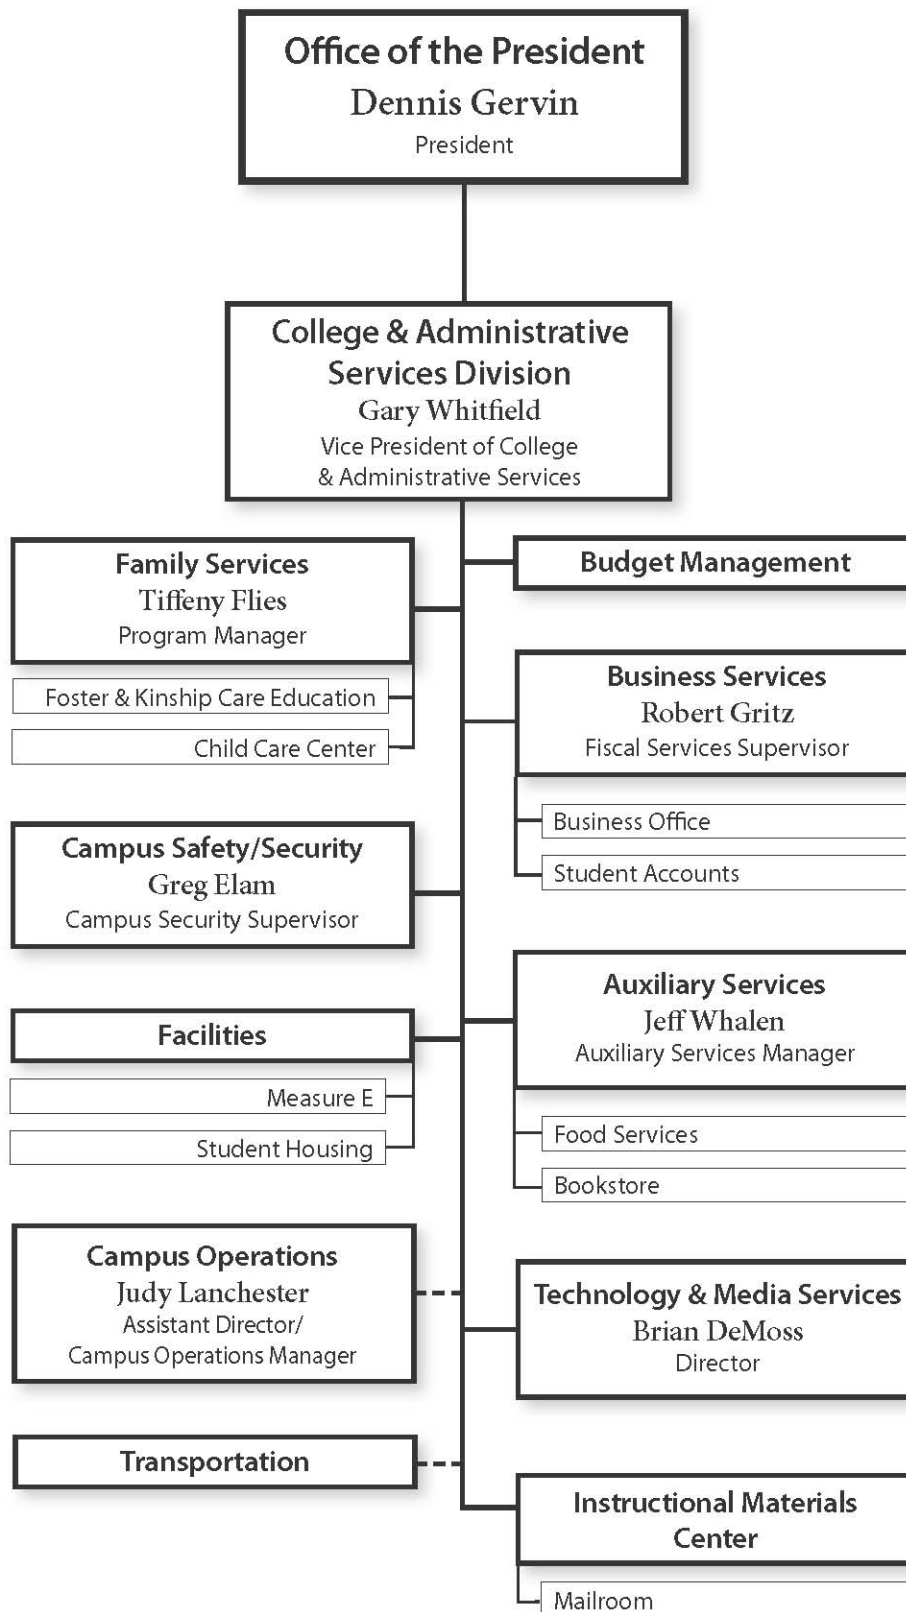 Office of the President
Dennis Gervin
President
College & Administrative
Services Division
Gary Whitfield
Vice President of College
& Administrative Services
Family Services
Tiffeny Flies
Program Manager
Foster & Kinship Care Education
Child Care Center
Campus Safety/Security
Greg Elam
Campus Security Supervisor
Facilities
Measure E
Student Housing
Campus Operations
Judy Lanchester
Assistant Director/
Campus Operations Manager
Transportation
Budget Management
Business Services
Robert Gritz
Fiscal Services Supervisor
Business Office
Student Accounts
Auxiliary Services
Jeff Whalen
Auxiliary Services Manager
Food Services
Bookstore
Technology & Media Services
Brian DeMoss
Director
Instructional Materials
Center
Mailroom